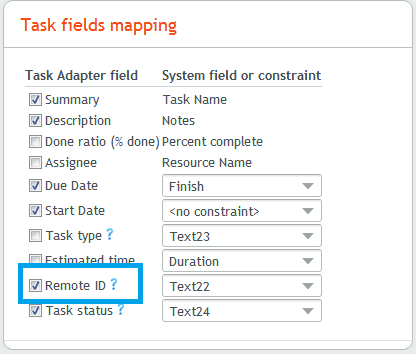 Task fields mapping
Task Adapter field System field or constraint
Summary Task Name
Description Notes
Done ratio (% done) Percent complete
Assignee Resource Name
Due Date Finish
Start Date <no constraint>
Task type ? Text23
Estimated time Duration
Remote ID ? Text22
Task status ? Text24